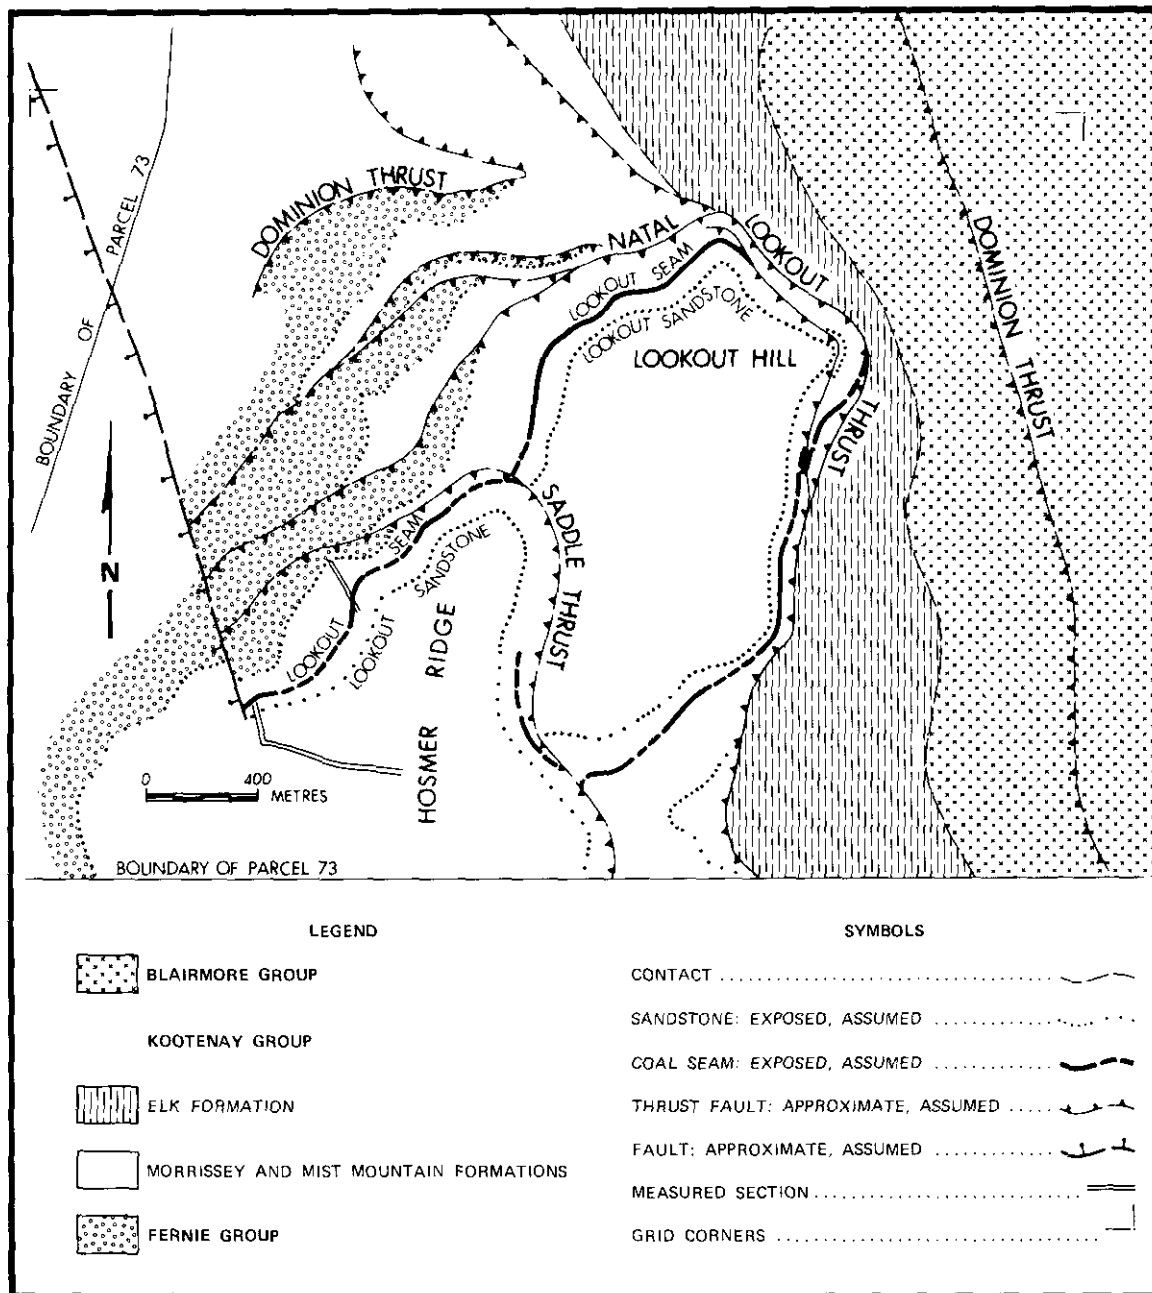 BOUNDARY OF PARCEL 73
DOMINION THRUST
NATAL
LOOKOUT
THRUST
LOOKOUT SEAM
LOOKOUT SANDSTONE
LOOKOUT HILL
DOMINION THRUST
SADDLE THRUST
LOOKOUT SEAM
LOOKOUT SANDSTONE
HOSMER RIDGE
N
0 400
METRES
BOUNDARY OF PARCEL 73
LEGEND
BLAIRMORE GROUP
KOOTENAY GROUP
ELK FORMATION
MORRISSEY AND MIST MOUNTAIN FORMATIONS
FERNIE GROUP
SYMBOLS
CONTACT
SANDSTONE: EXPOSED, ASSUMED
COAL SEAM: EXPOSED, ASSUMED
THRUST FAULT: APPROXIMATE, ASSUMED
FAULT: APPROXIMATE, ASSUMED
MEASURED SECTION
GRID CORNERS